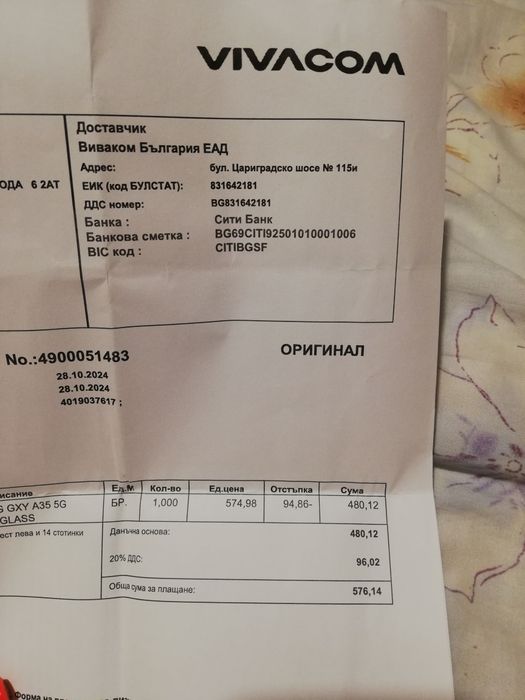 VIVACOM
Доставчик
Виваком България ЕАД
Адрес: бул. Цариградско шосе № 115и
ОДА 6 2АТ ЕИК (код БУЛСТАТ): 831642181
ДДС номер: BG831642181
Банка : Сити Банк
Банкова сметка : BG69CITI92501010001006
BIC код : CITIBGSF
No.:4900051483 ОРИГИНАЛ
28.10.2024
28.10.2024
4019037617 ;
исание Ед.М. Кол-во Ед.цена Отстъпка Сума
G GXY A35 5G БР. 1,000 574,98 94,86- 480,12
GLASS
ест лева и 14 стотинки Данъчна основа: 480,12
20% ДДС: 96,02
Обща сума за плащане: 576,14
Форма на